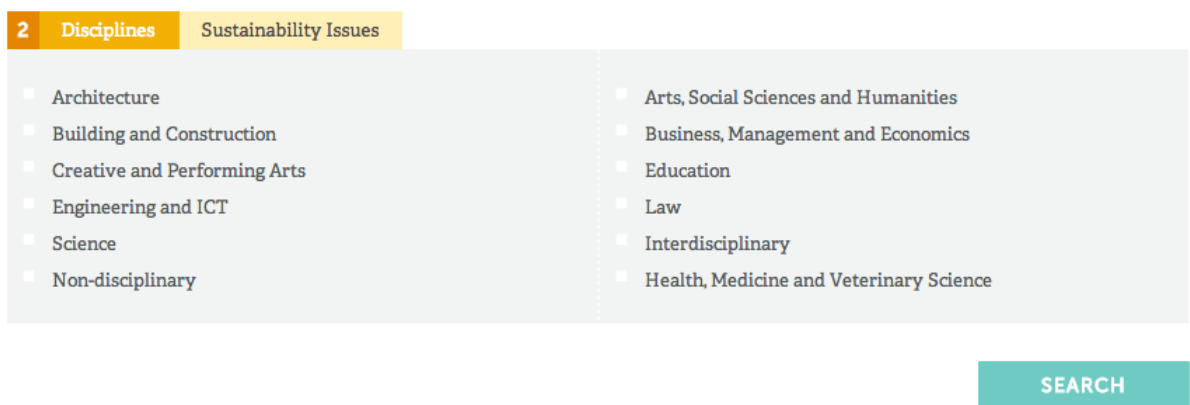 2 Disciplines Sustainability Issues
Architecture
Building and Construction
Creative and Performing Arts
Engineering and ICT
Science
Non-disciplinary
Arts, Social Sciences and Humanities
Business, Management and Economics
Education
Law
Interdisciplinary
Health, Medicine and Veterinary Science
SEARCH